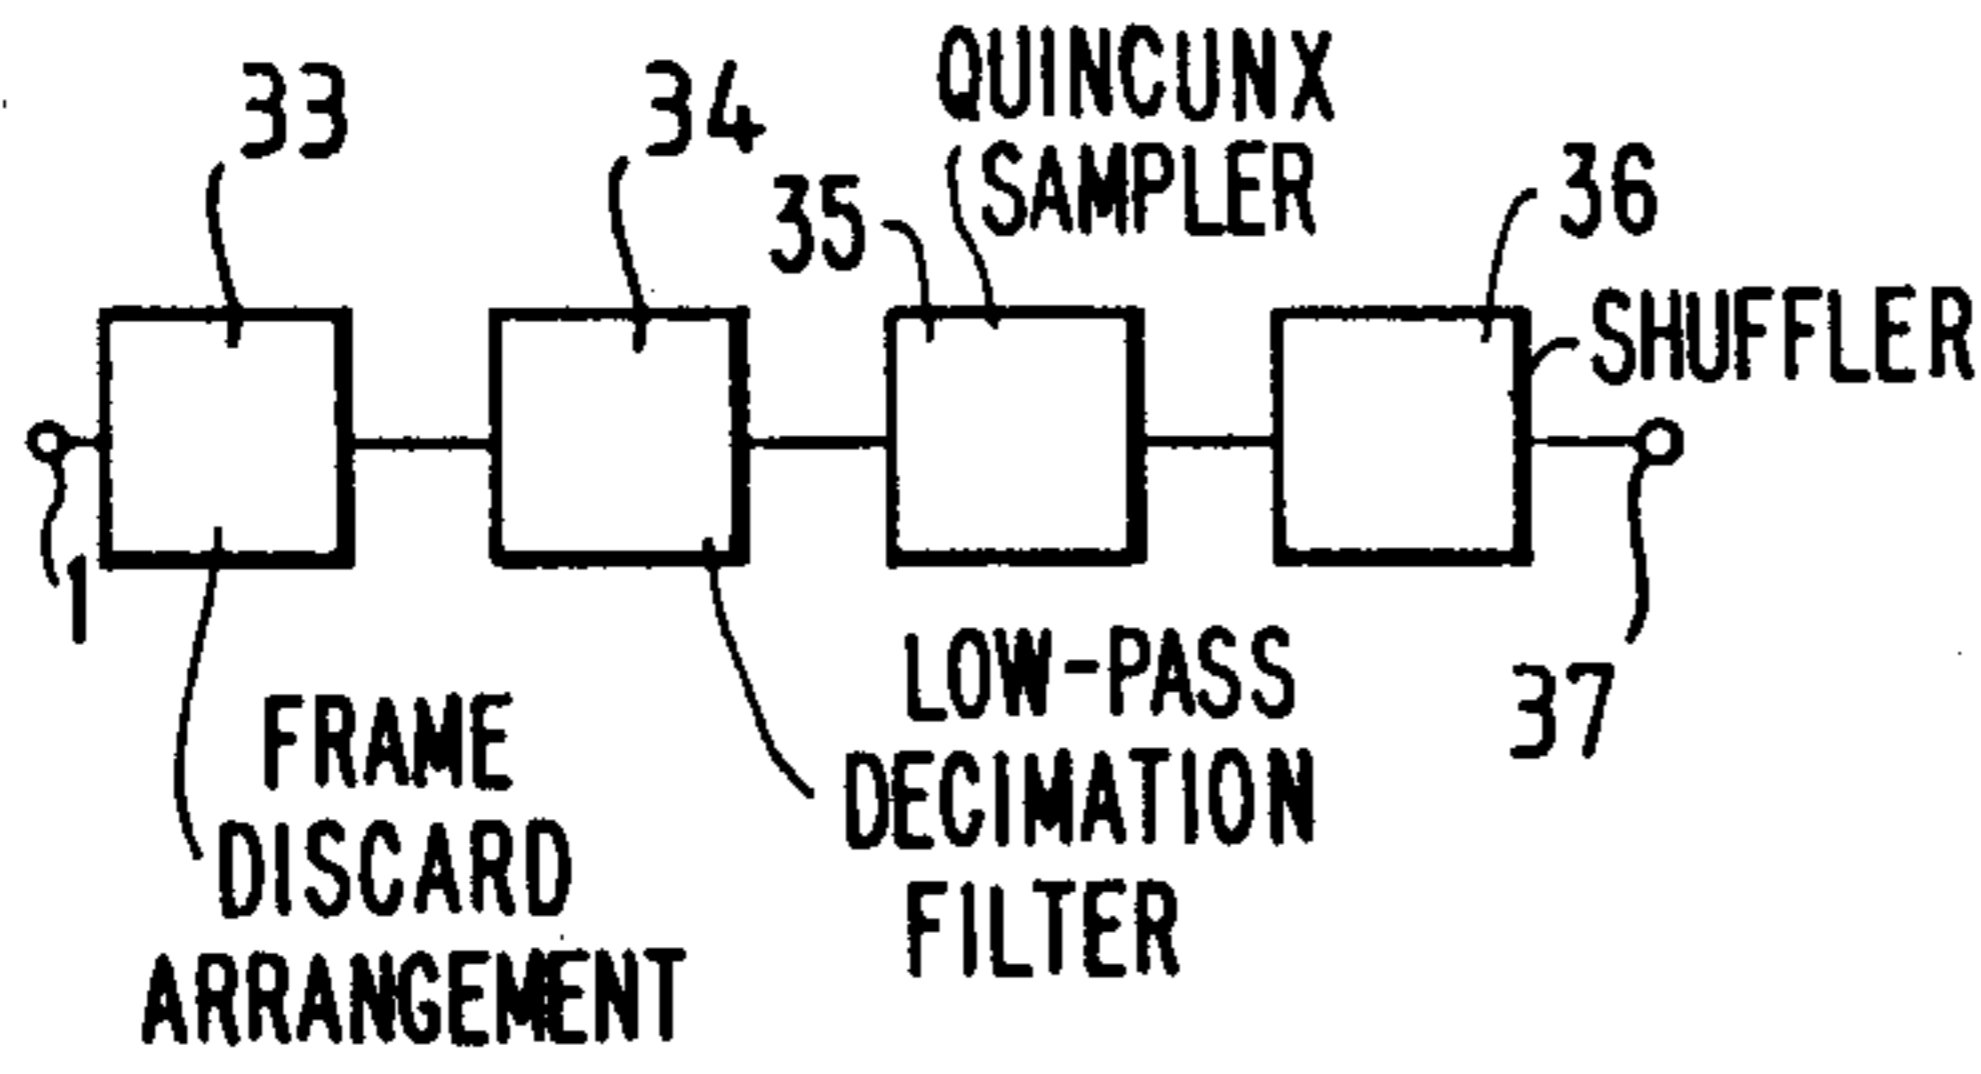 33
34
QUINCUNX
SAMPLER
35
36
SHUFFLER
1
37
FRAME
DISCARD
ARRANGEMENT
LOW-PASS
DECIMATION
FILTER